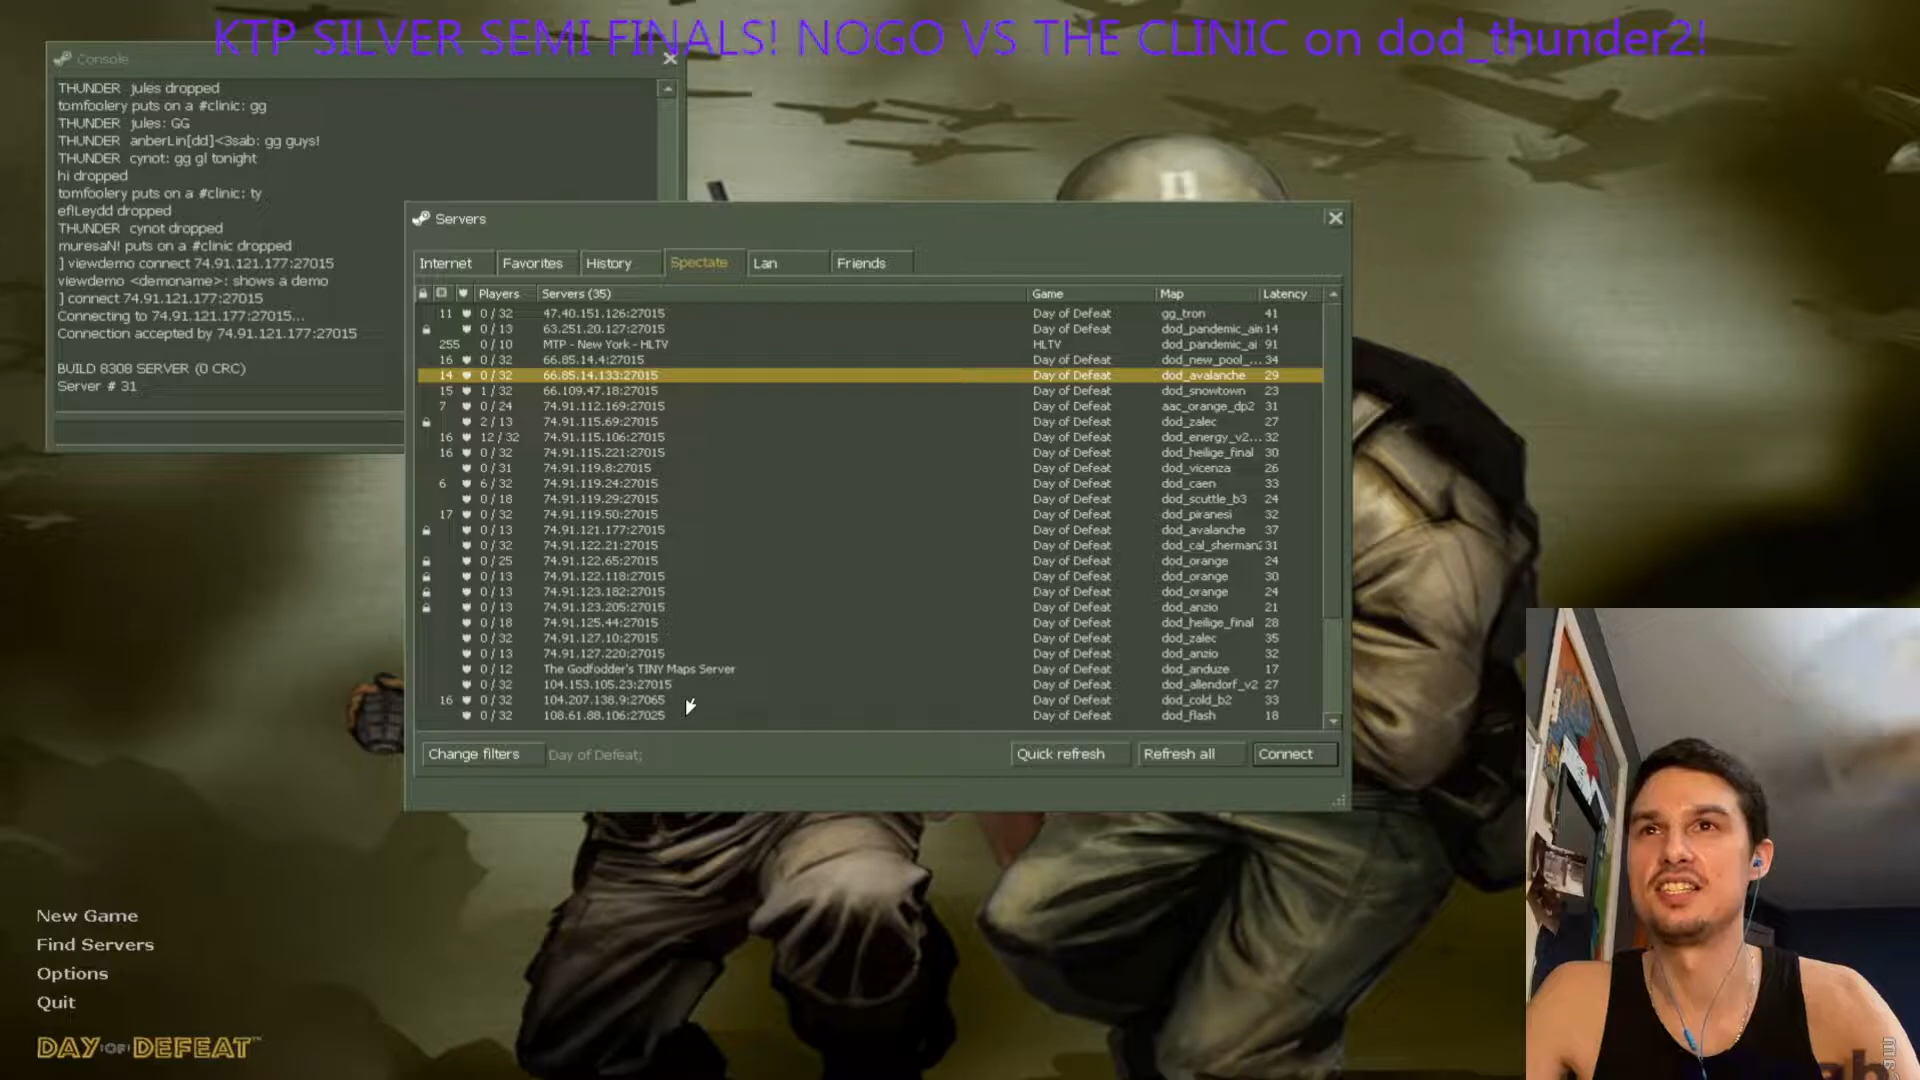 KTP SILVER SEMI FINALS! NOGO VS THE CLINIC on dod_thunder2!
Console
THUNDER jules dropped
tomfoolery puts on a #clinic: gg
THUNDER jules: GG
THUNDER anberLin[dd]<3sab: gg guys!
THUNDER cynot: gg gl tonight
hi dropped
tomfoolery puts on a #clinic: ty
eflLeydd dropped
THUNDER cynot dropped
muresaN! puts on a #clinic dropped
] viewdemo connect 74.91.121.177:27015
viewdemo <demoname>: shows a demo
] connect 74.91.121.177:27015
Connecting to 74.91.121.177:27015...
Connection accepted by 74.91.121.177:27015
BUILD 8308 SERVER (0 CRC)
Server # 31
Servers
Internet Favorites History Spectate Lan Friends
Players Servers (35) Game Map Latency
11 0 / 32 47.40.151.126:27015 Day of Defeat gg_tron 41
0 / 13 63.251.20.127:27015 Day of Defeat dod_pandemic_aim 14
255 0 / 10 MTP - New York - HLTV HLTV dod_pandemic_ai 91
16 0 / 32 66.85.14.4:27015 Day of Defeat dod_new_pool_... 34
14 0 / 32 66.85.14.133:27015 Day of Defeat dod_avalanche 29
15 1 / 32 66.109.47.18:27015 Day of Defeat dod_snowtown 23
7 0 / 24 74.91.112.169:27015 Day of Defeat aac_orange_dp2 31
2 / 13 74.91.115.69:27015 Day of Defeat dod_zalec 27
16 12 / 32 74.91.115.106:27015 Day of Defeat dod_energy_v2... 32
16 0 / 32 74.91.115.221:27015 Day of Defeat dod_heilige_final 30
0 / 31 74.91.119.8:27015 Day of Defeat dod_vicenza 26
6 6 / 32 74.91.119.24:27015 Day of Defeat dod_caen 33
0 / 18 74.91.119.29:27015 Day of Defeat dod_scuttle_b3 24
17 0 / 32 74.91.119.50:27015 Day of Defeat dod_piranesi 32
0 / 13 74.91.121.177:27015 Day of Defeat dod_avalanche 37
0 / 32 74.91.122.21:27015 Day of Defeat dod_cal_sherman2 31
0 / 25 74.91.122.65:27015 Day of Defeat dod_orange 24
0 / 13 74.91.122.118:27015 Day of Defeat dod_orange 30
0 / 13 74.91.123.182:27015 Day of Defeat dod_orange 24
0 / 13 74.91.123.205:27015 Day of Defeat dod_anzio 21
0 / 18 74.91.125.44:27015 Day of Defeat dod_heilige_final 28
0 / 32 74.91.127.10:27015 Day of Defeat dod_zalec 35
0 / 13 74.91.127.220:27015 Day of Defeat dod_anzio 32
0 / 12 The Godfodder's TINY Maps Server Day of Defeat dod_anduze 17
0 / 32 104.153.105.23:27015 Day of Defeat dod_allendorf_v2 27
16 0 / 32 104.207.138.9:27065 Day of Defeat dod_cold_b2 33
0 / 32 108.61.88.106:27025 Day of Defeat dod_flash 18
Change filters Day of Defeat; Quick refresh Refresh all Connect
New Game
Find Servers
Options
Quit
DAY OF DEFEAT